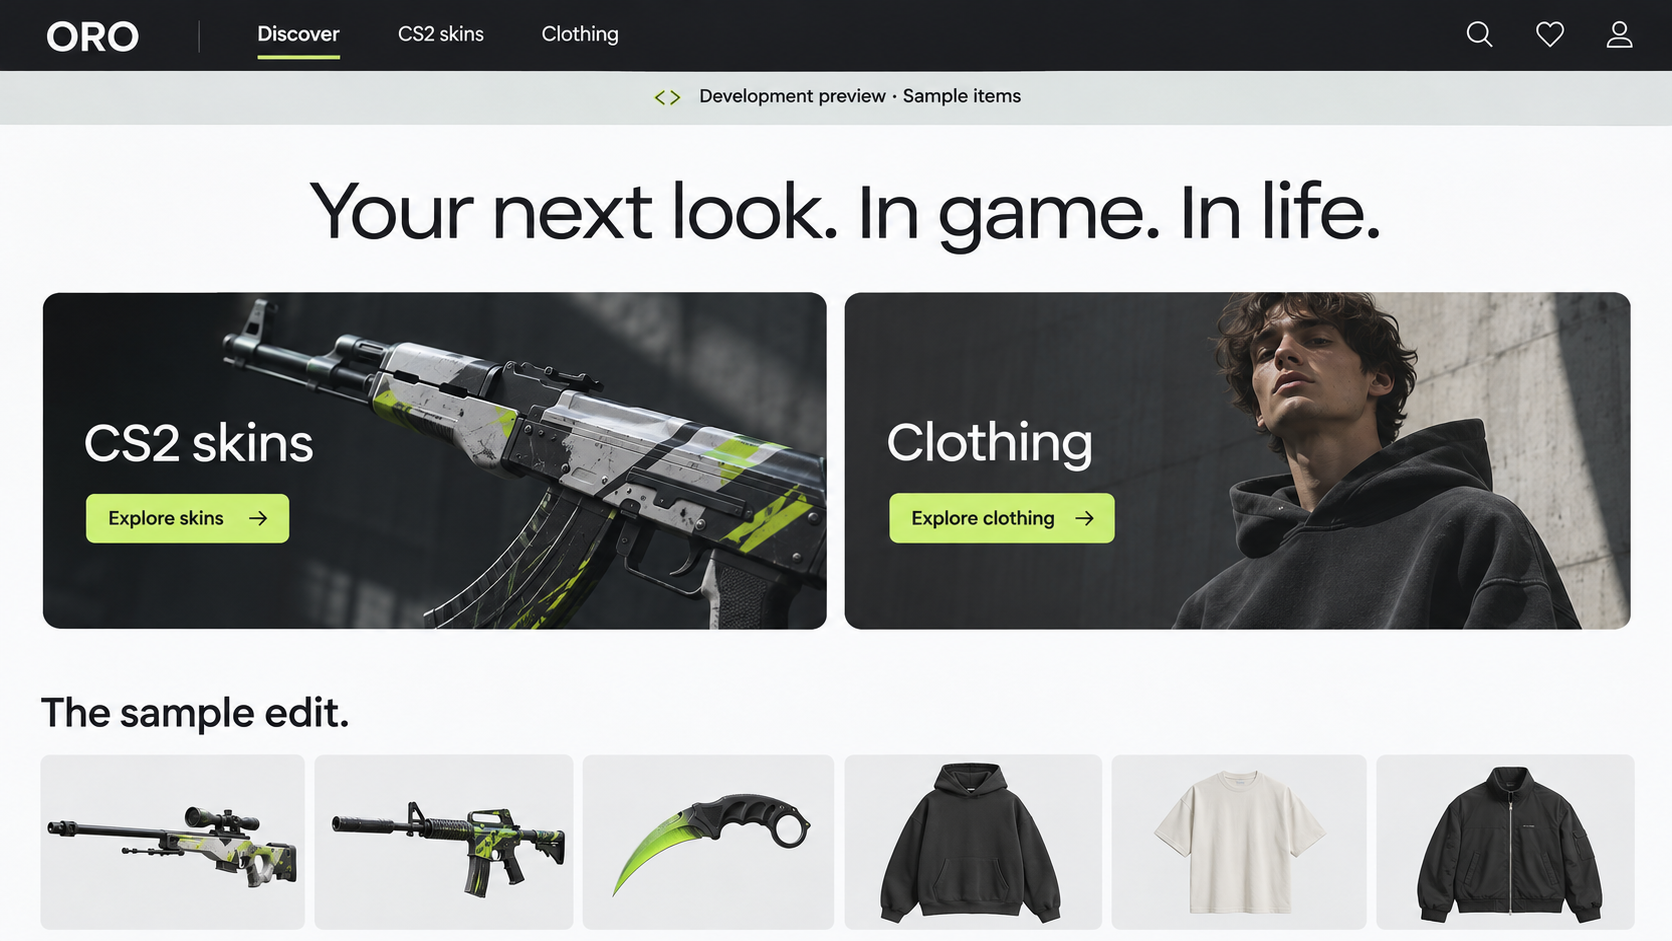 ORO
Discover
CS2 skins
Clothing
Development preview · Sample items
Your next look. In game. In life.
CS2 skins
Explore skins
Clothing
Explore clothing
The sample edit.